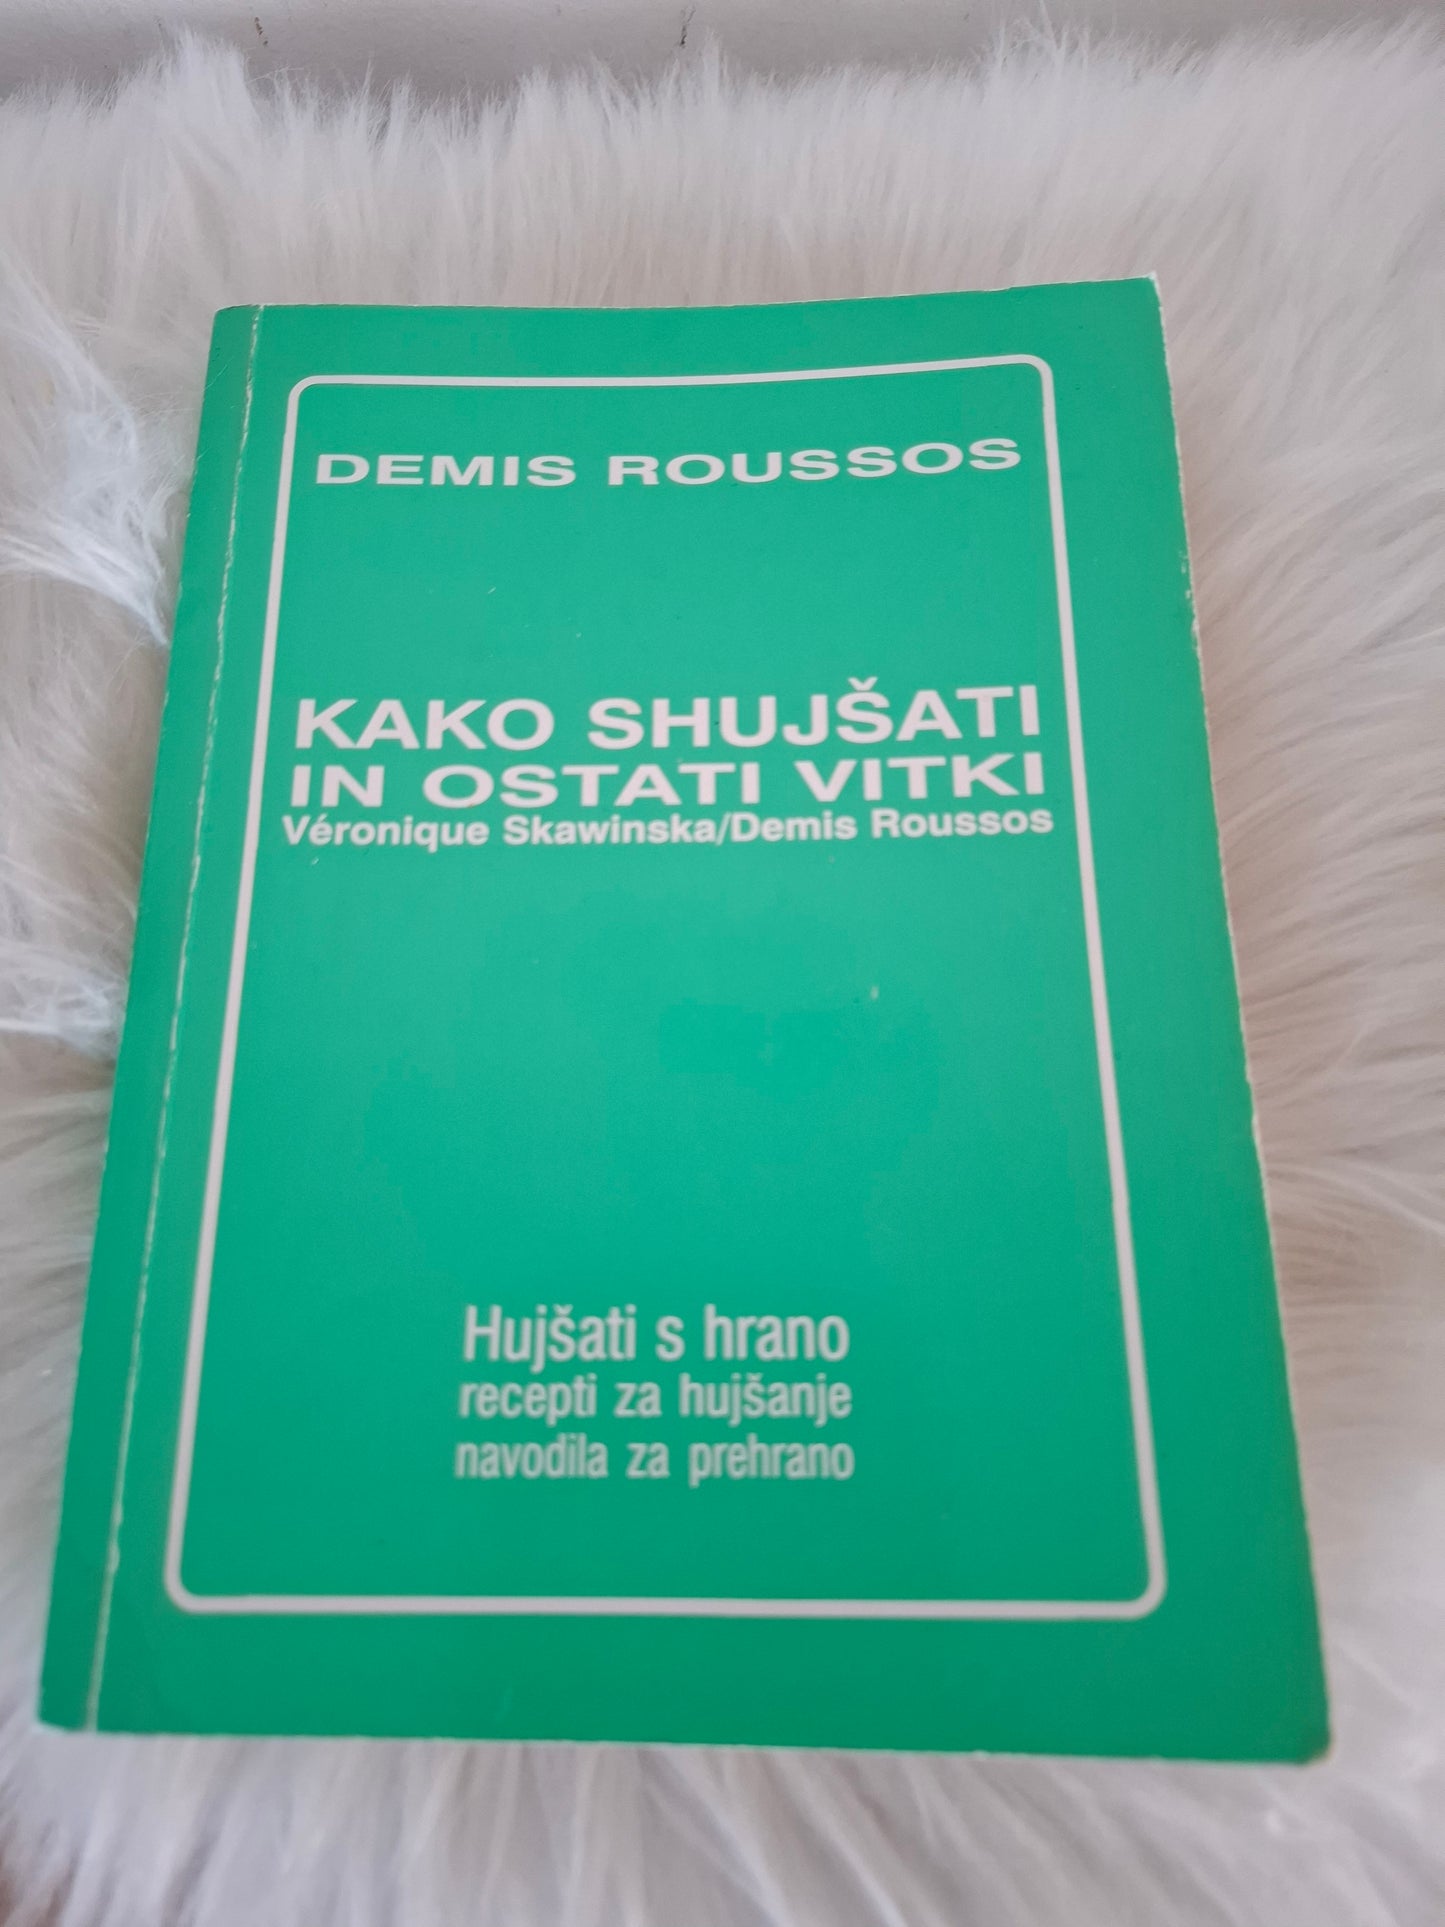 DEMIS ROUSSOS
KAKO SHUJŠATI
IN OSTATI VITKI
Véronique Skawinska/Demis Roussos
Hujšati s hrano
recepti za hujšanje
navodila za prehrano